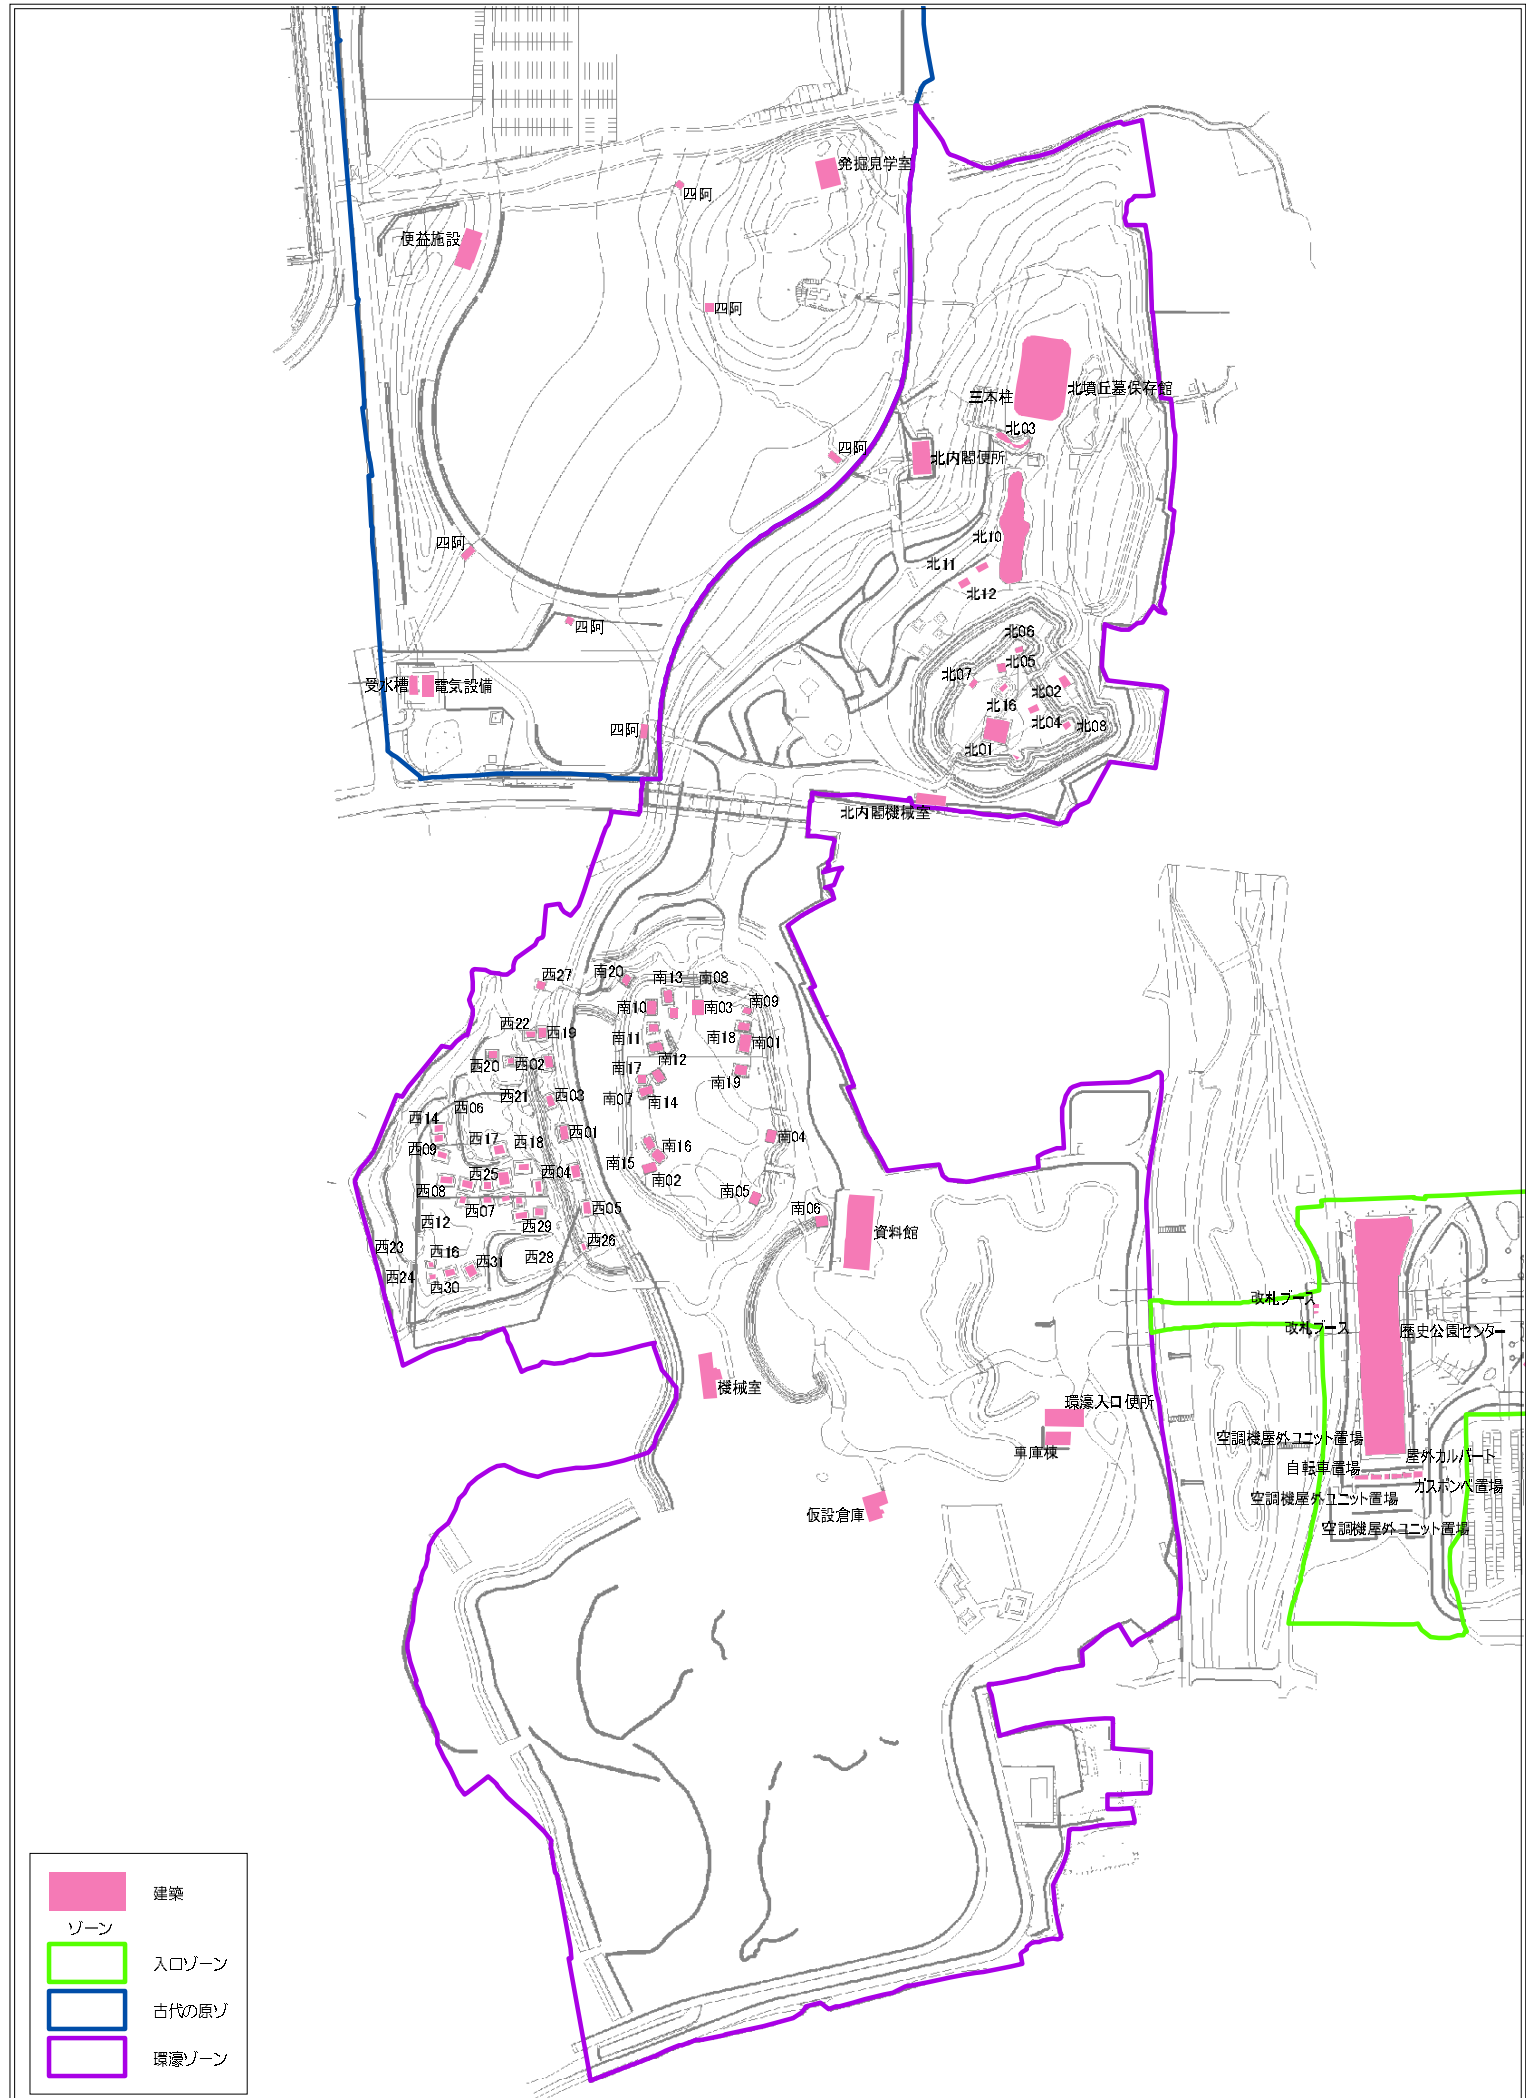 発掘見学室
四阿
便益施設
四阿
北墳丘墓保存館
三本柱
北03
四阿
北内閣便所
北10
四阿
北11
北12
四阿
北06
北05
北07
受水槽
電気設備
北02
北16
北04
北08
四阿
北01
北内閣機械室
西27
南20
南13
南08
南10
南03
南09
西22
西19
南11
南18
南01
西20
西02
南12
南17
南19
西21
西03
南07
南14
西06
西14
西01
南04
西17
西18
南16
西09
南15
西25
西04
南02
西08
南05
西07
西05
西12
西29
南06
資料館
西23
西28
西26
西16
西31
西24
西30
改札ブース
改札ブース
歴史公園センター
機械室
環濠入口便所
車庫棟
空調機屋外ユニット置場
屋外カルバート
自転車置場
ガスボンベ置場
空調機屋外ユニット置場
仮設倉庫
空調機屋外ユニット置場
建築
ゾーン
入口ゾーン
古代の原ゾ
環濠ゾーン